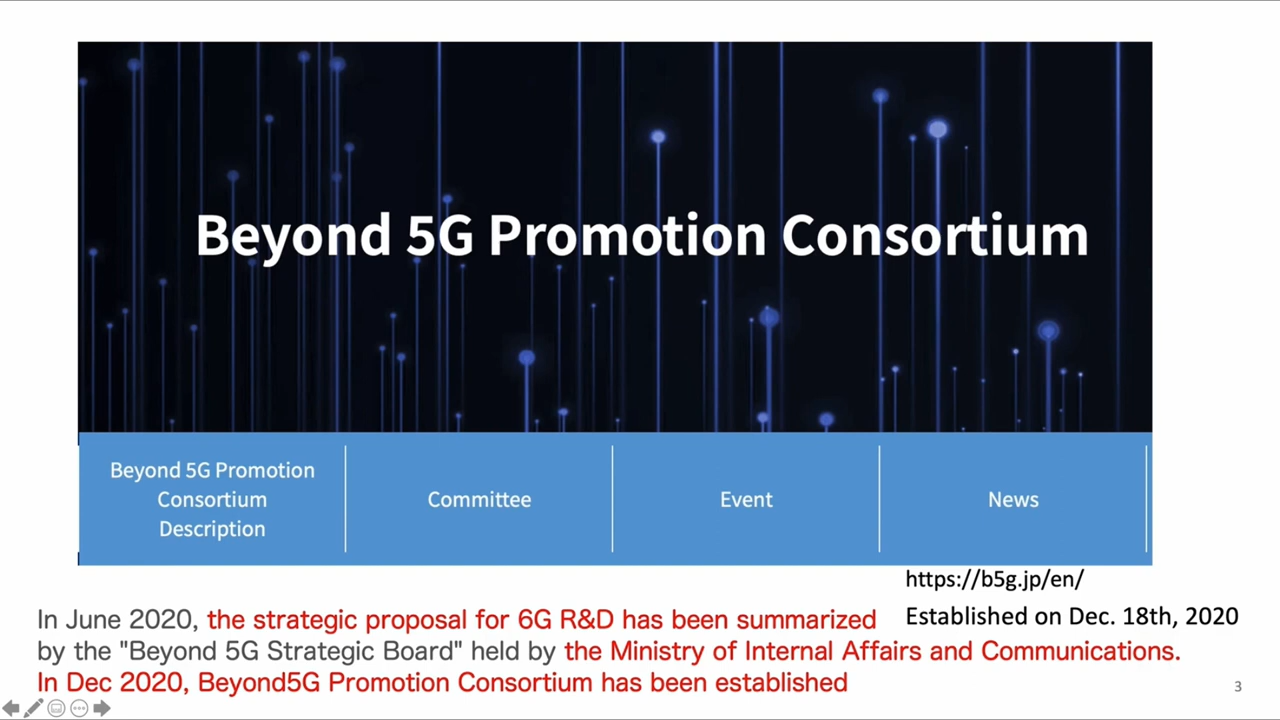 Beyond 5G Promotion Consortium
Beyond 5G Promotion
Consortium
Description
Committee
Event
News
https://b5g.jp/en/
Established on Dec. 18th, 2020
In June 2020, the strategic proposal for 6G R&D has been summarized
by the "Beyond 5G Strategic Board" held by the Ministry of Internal Affairs and Communications.
In Dec 2020, Beyond5G Promotion Consortium has been established
3